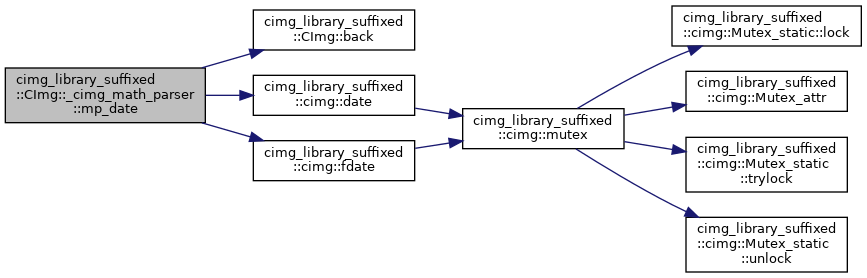 cimg_library_suffixed
::CImg::_cimg_math_parser
::mp_date
cimg_library_suffixed
::CImg::back
cimg_library_suffixed
::cimg::date
cimg_library_suffixed
::cimg::fdate
cimg_library_suffixed
::cimg::mutex
cimg_library_suffixed
::cimg::Mutex_static::lock
cimg_library_suffixed
::cimg::Mutex_attr
cimg_library_suffixed
::cimg::Mutex_static
::trylock
cimg_library_suffixed
::cimg::Mutex_static
::unlock